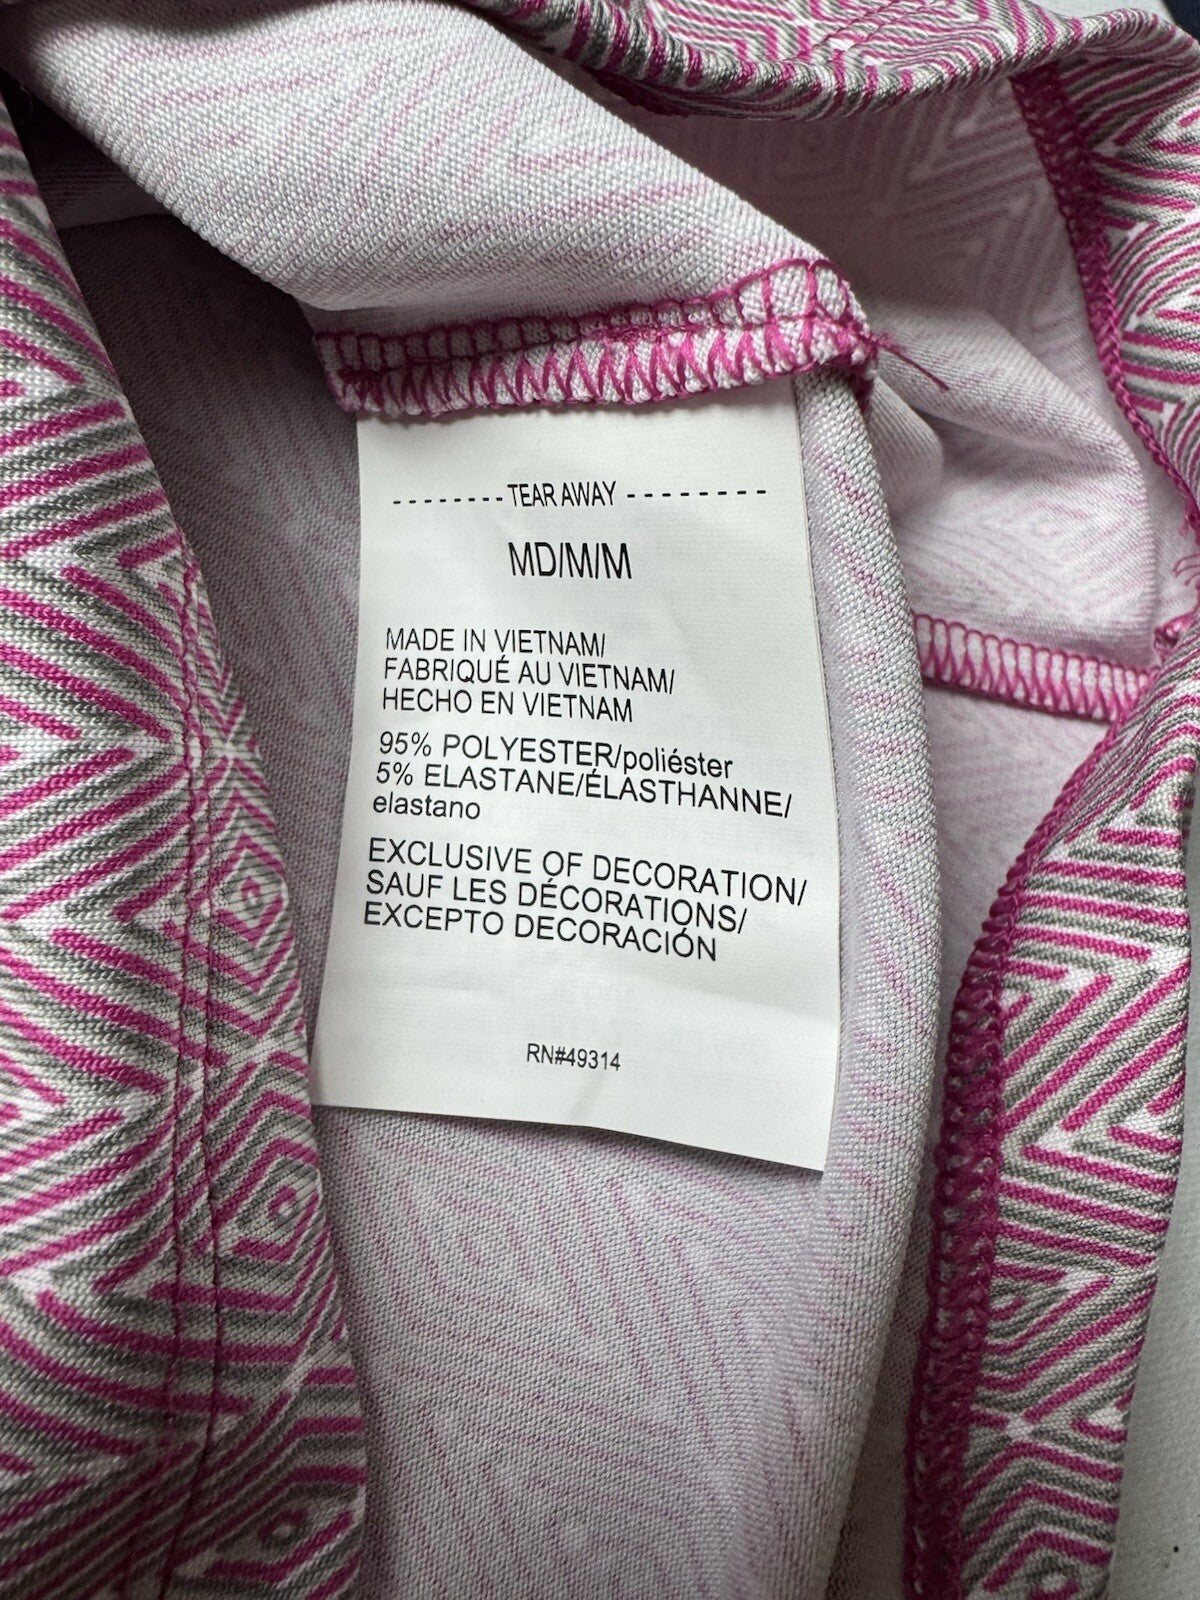 -------- TEAR AWAY --------
MD/M/M
MADE IN VIETNAM/
FABRIQUÉ AU VIETNAM/
HECHO EN VIETNAM
95% POLYESTER/poliéster
5% ELASTANE/ÉLASTHANNE/
elastano
EXCLUSIVE OF DECORATION/
SAUF LES DÉCORATIONS/
EXCEPTO DECORACIÓN
RN#49314